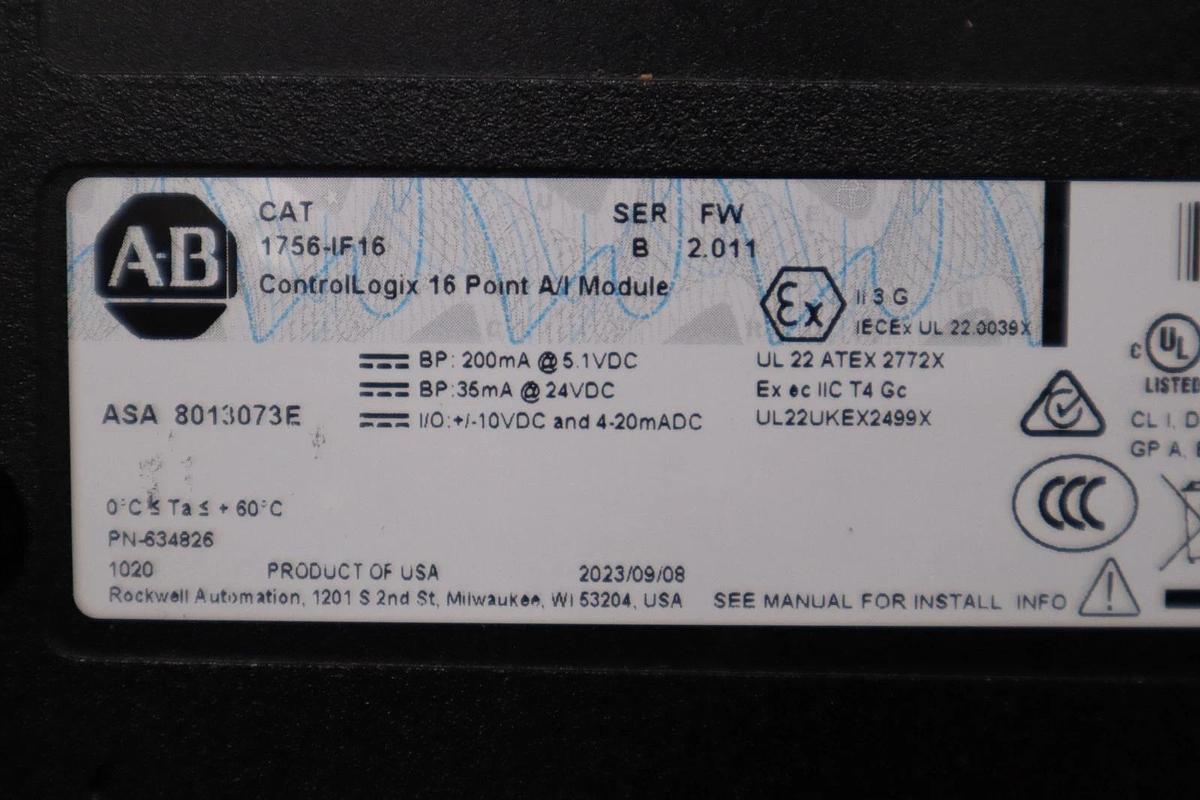 A-B
CAT SER FW
1756-IF16 B 2.011
ControlLogix 16 Point A/I Module
Ex II 3 G
IECEx UL 22.0039X
BP: 200mA @ 5.1VDC UL 22 ATEX 2772X
BP: 35mA @ 24VDC Ex ec IIC T4 Gc
ASA 8013073E I/O: +/-10VDC and 4-20mADC UL22UKEX2499X
c UL
LISTED
CL I, D
GP A, B
CCC
0°C ≤ Ta ≤ + 60°C
PN-634826
1020 PRODUCT OF USA 2023/09/08
Rockwell Automation, 1201 S 2nd St, Milwaukee, WI 53204, USA SEE MANUAL FOR INSTALL INFO